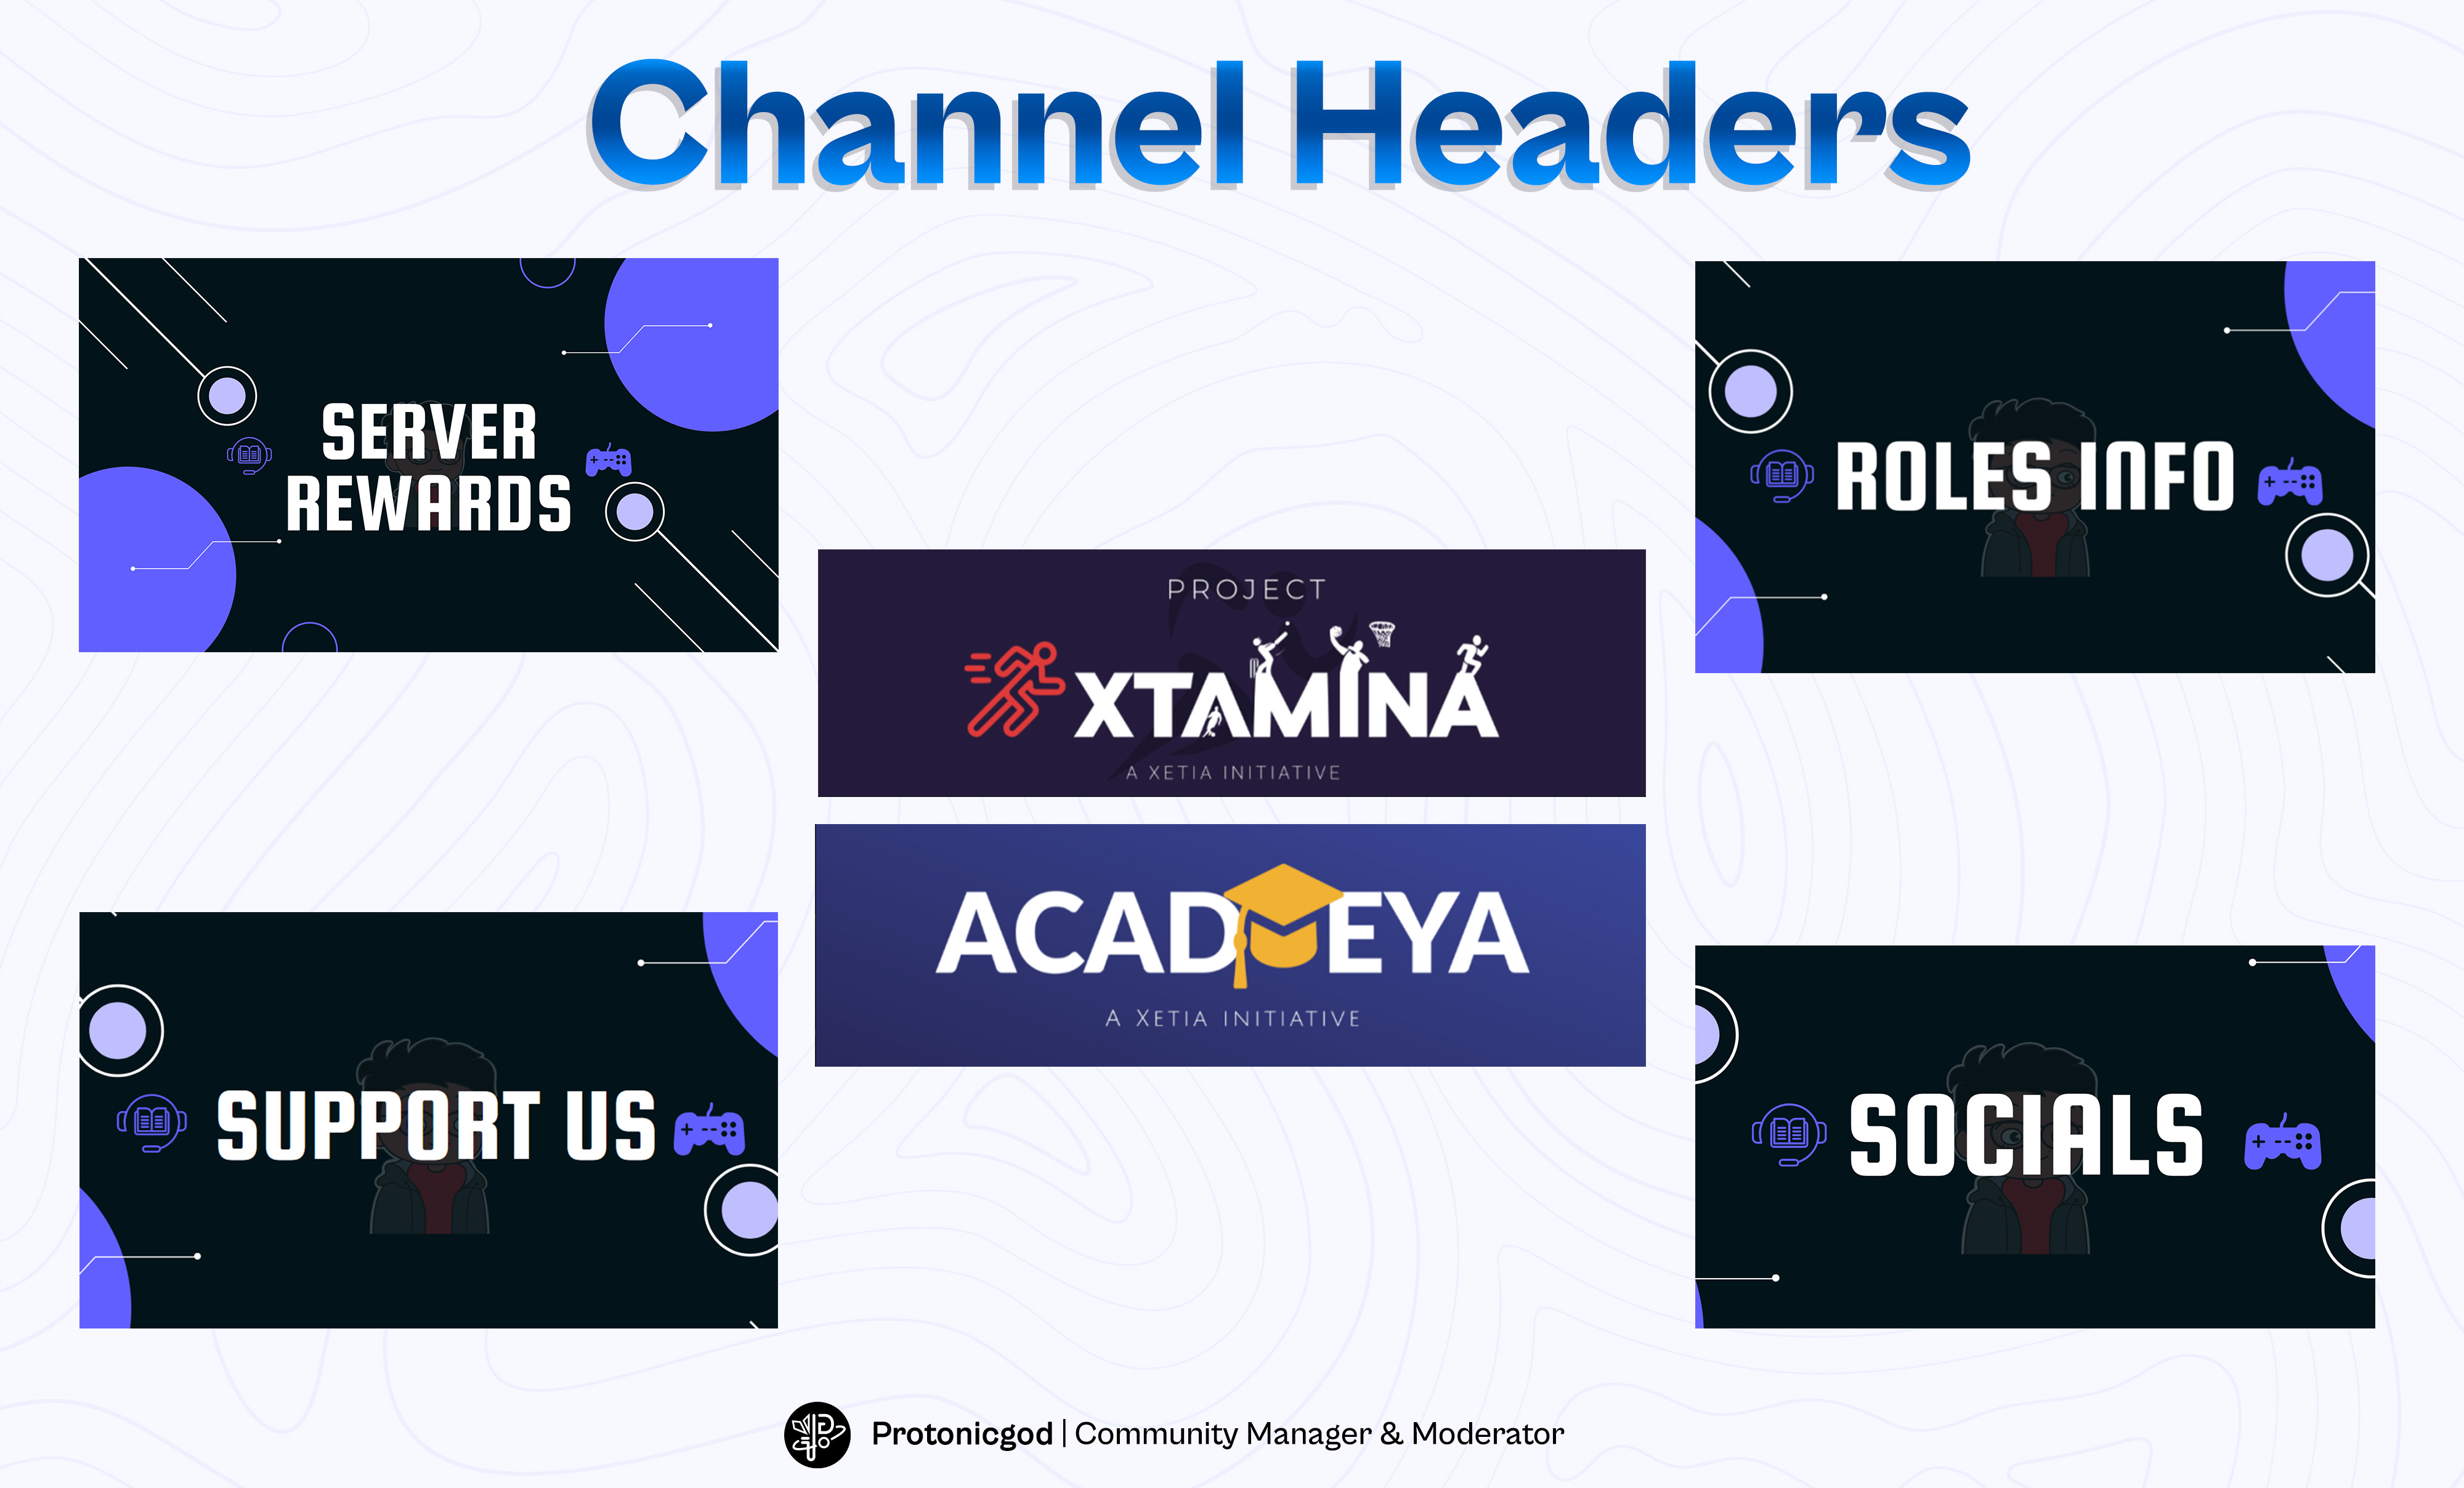 Channel Headers
SERVER
REWARDS
ROLES INFO
PROJECT
XTAMINA
A XETIA INITIATIVE
ACADMEYA
A XETIA INITIATIVE
SUPPORT US
SOCIALS
Protonicgod | Community Manager & Moderator